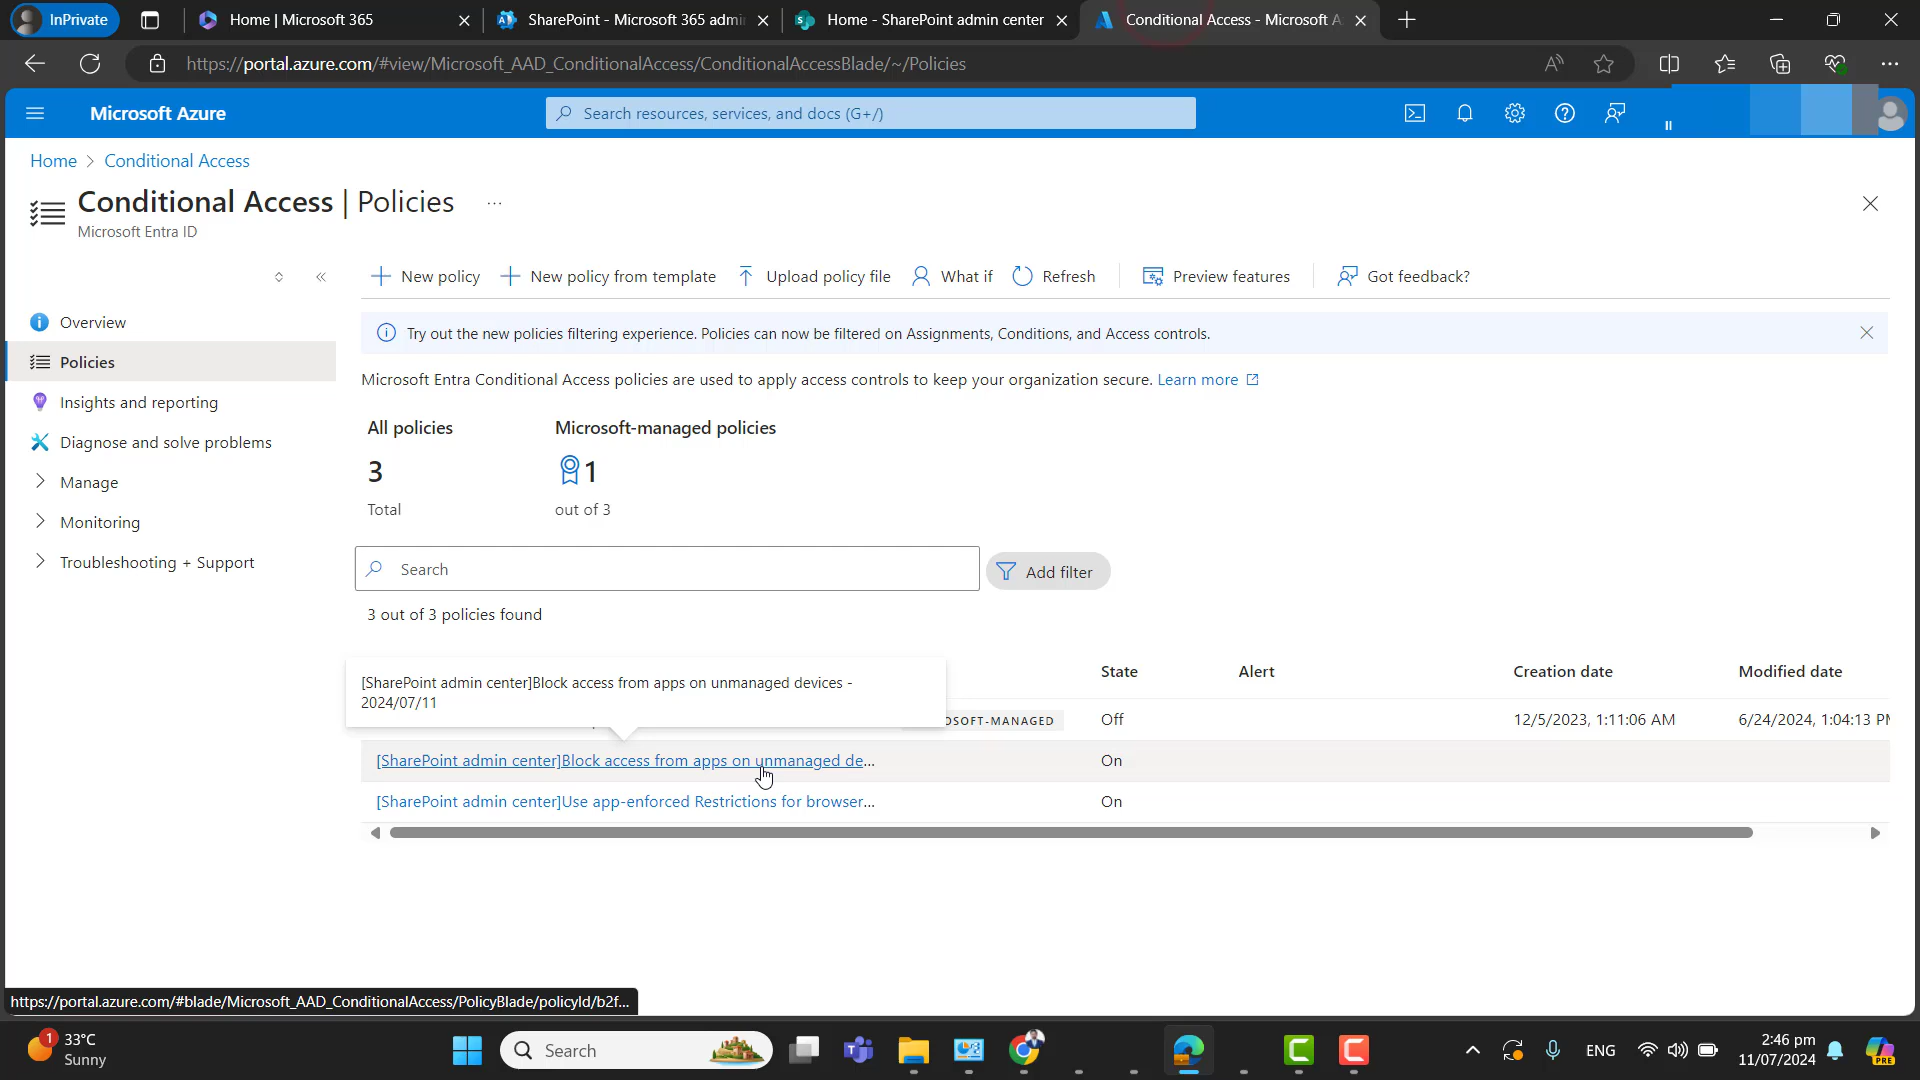 InPrivate
Home | Microsoft 365
SharePoint - Microsoft 365 admi
Home - SharePoint admin center
Conditional Access - Microsoft A
https://portal.azure.com/#view/Microsoft_AAD_ConditionalAccess/ConditionalAccessBlade/~/Policies
Microsoft Azure
Search resources, services, and docs (G+/)
Home > Conditional Access
Conditional Access | Policies
Microsoft Entra ID
New policy
New policy from template
Upload policy file
What if
Refresh
Preview features
Got feedback?
Overview
Policies
Insights and reporting
Diagnose and solve problems
Manage
Monitoring
Troubleshooting + Support
Try out the new policies filtering experience. Policies can now be filtered on Assignments, Conditions, and Access controls.
Microsoft Entra Conditional Access policies are used to apply access controls to keep your organization secure. Learn more
All policies
Microsoft-managed policies
3
1
Total
out of 3
Search
Add filter
3 out of 3 policies found
State
Alert
Creation date
Modified date
[SharePoint admin center]Block access from apps on unmanaged devices -
2024/07/11
OSOFT-MANAGED
Off
12/5/2023, 1:11:06 AM
6/24/2024, 1:04:13 PM
[SharePoint admin center]Block access from apps on unmanaged de...
On
[SharePoint admin center]Use app-enforced Restrictions for browser...
On
https://portal.azure.com/#blade/Microsoft_AAD_ConditionalAccess/PolicyBlade/policyId/b2f...
1
33°C
Sunny
Search
ENG
2:46 pm
11/07/2024
PRE